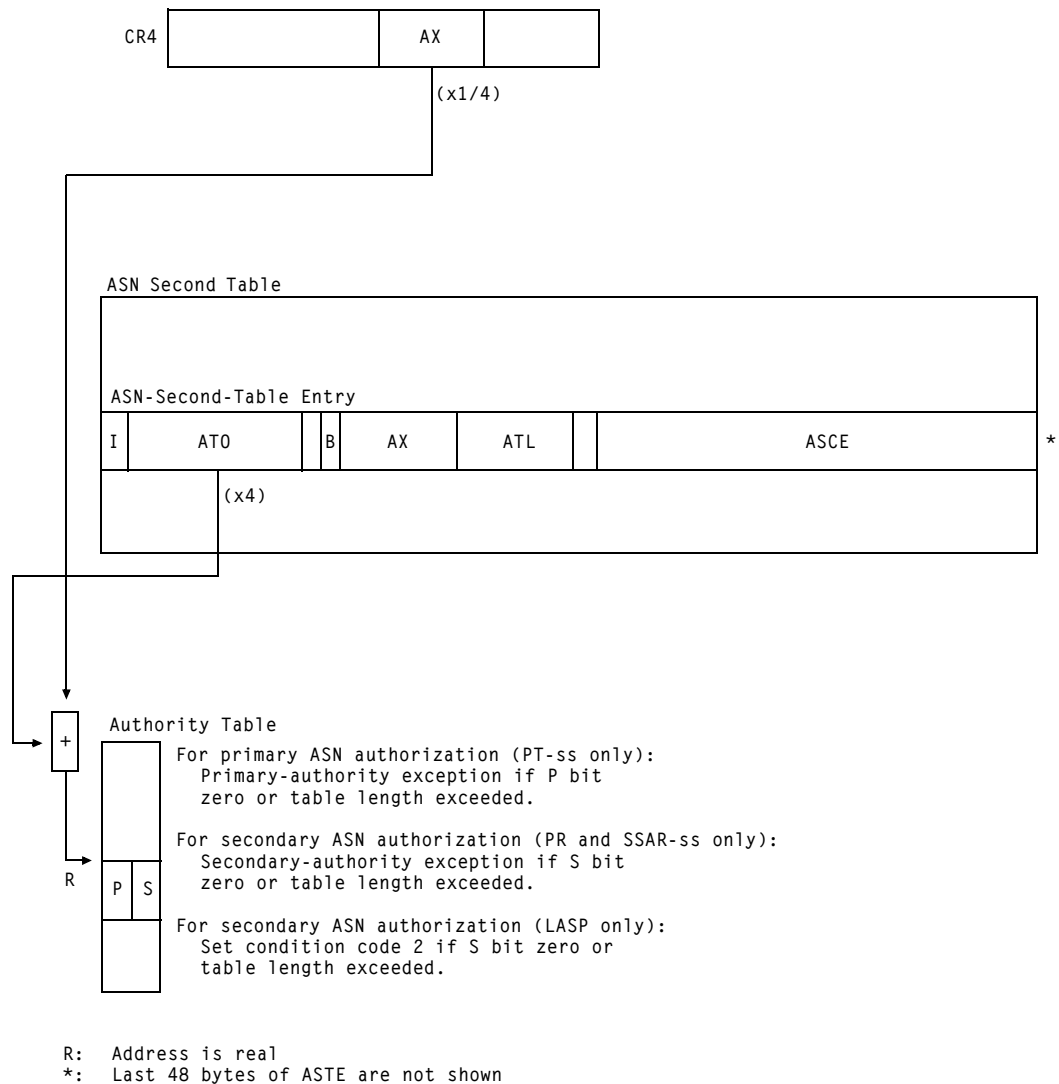 CR4 AX
(x1/4)
ASN Second Table
ASN-Second-Table Entry
I ATO B AX ATL ASCE *
(x4)
+
Authority Table
For primary ASN authorization (PT-ss only):
Primary-authority exception if P bit
zero or table length exceeded.
For secondary ASN authorization (PR and SSAR-ss only):
Secondary-authority exception if S bit
zero or table length exceeded.
R P S
For secondary ASN authorization (LASP only):
Set condition code 2 if S bit zero or
table length exceeded.
R: Address is real
*: Last 48 bytes of ASTE are not shown